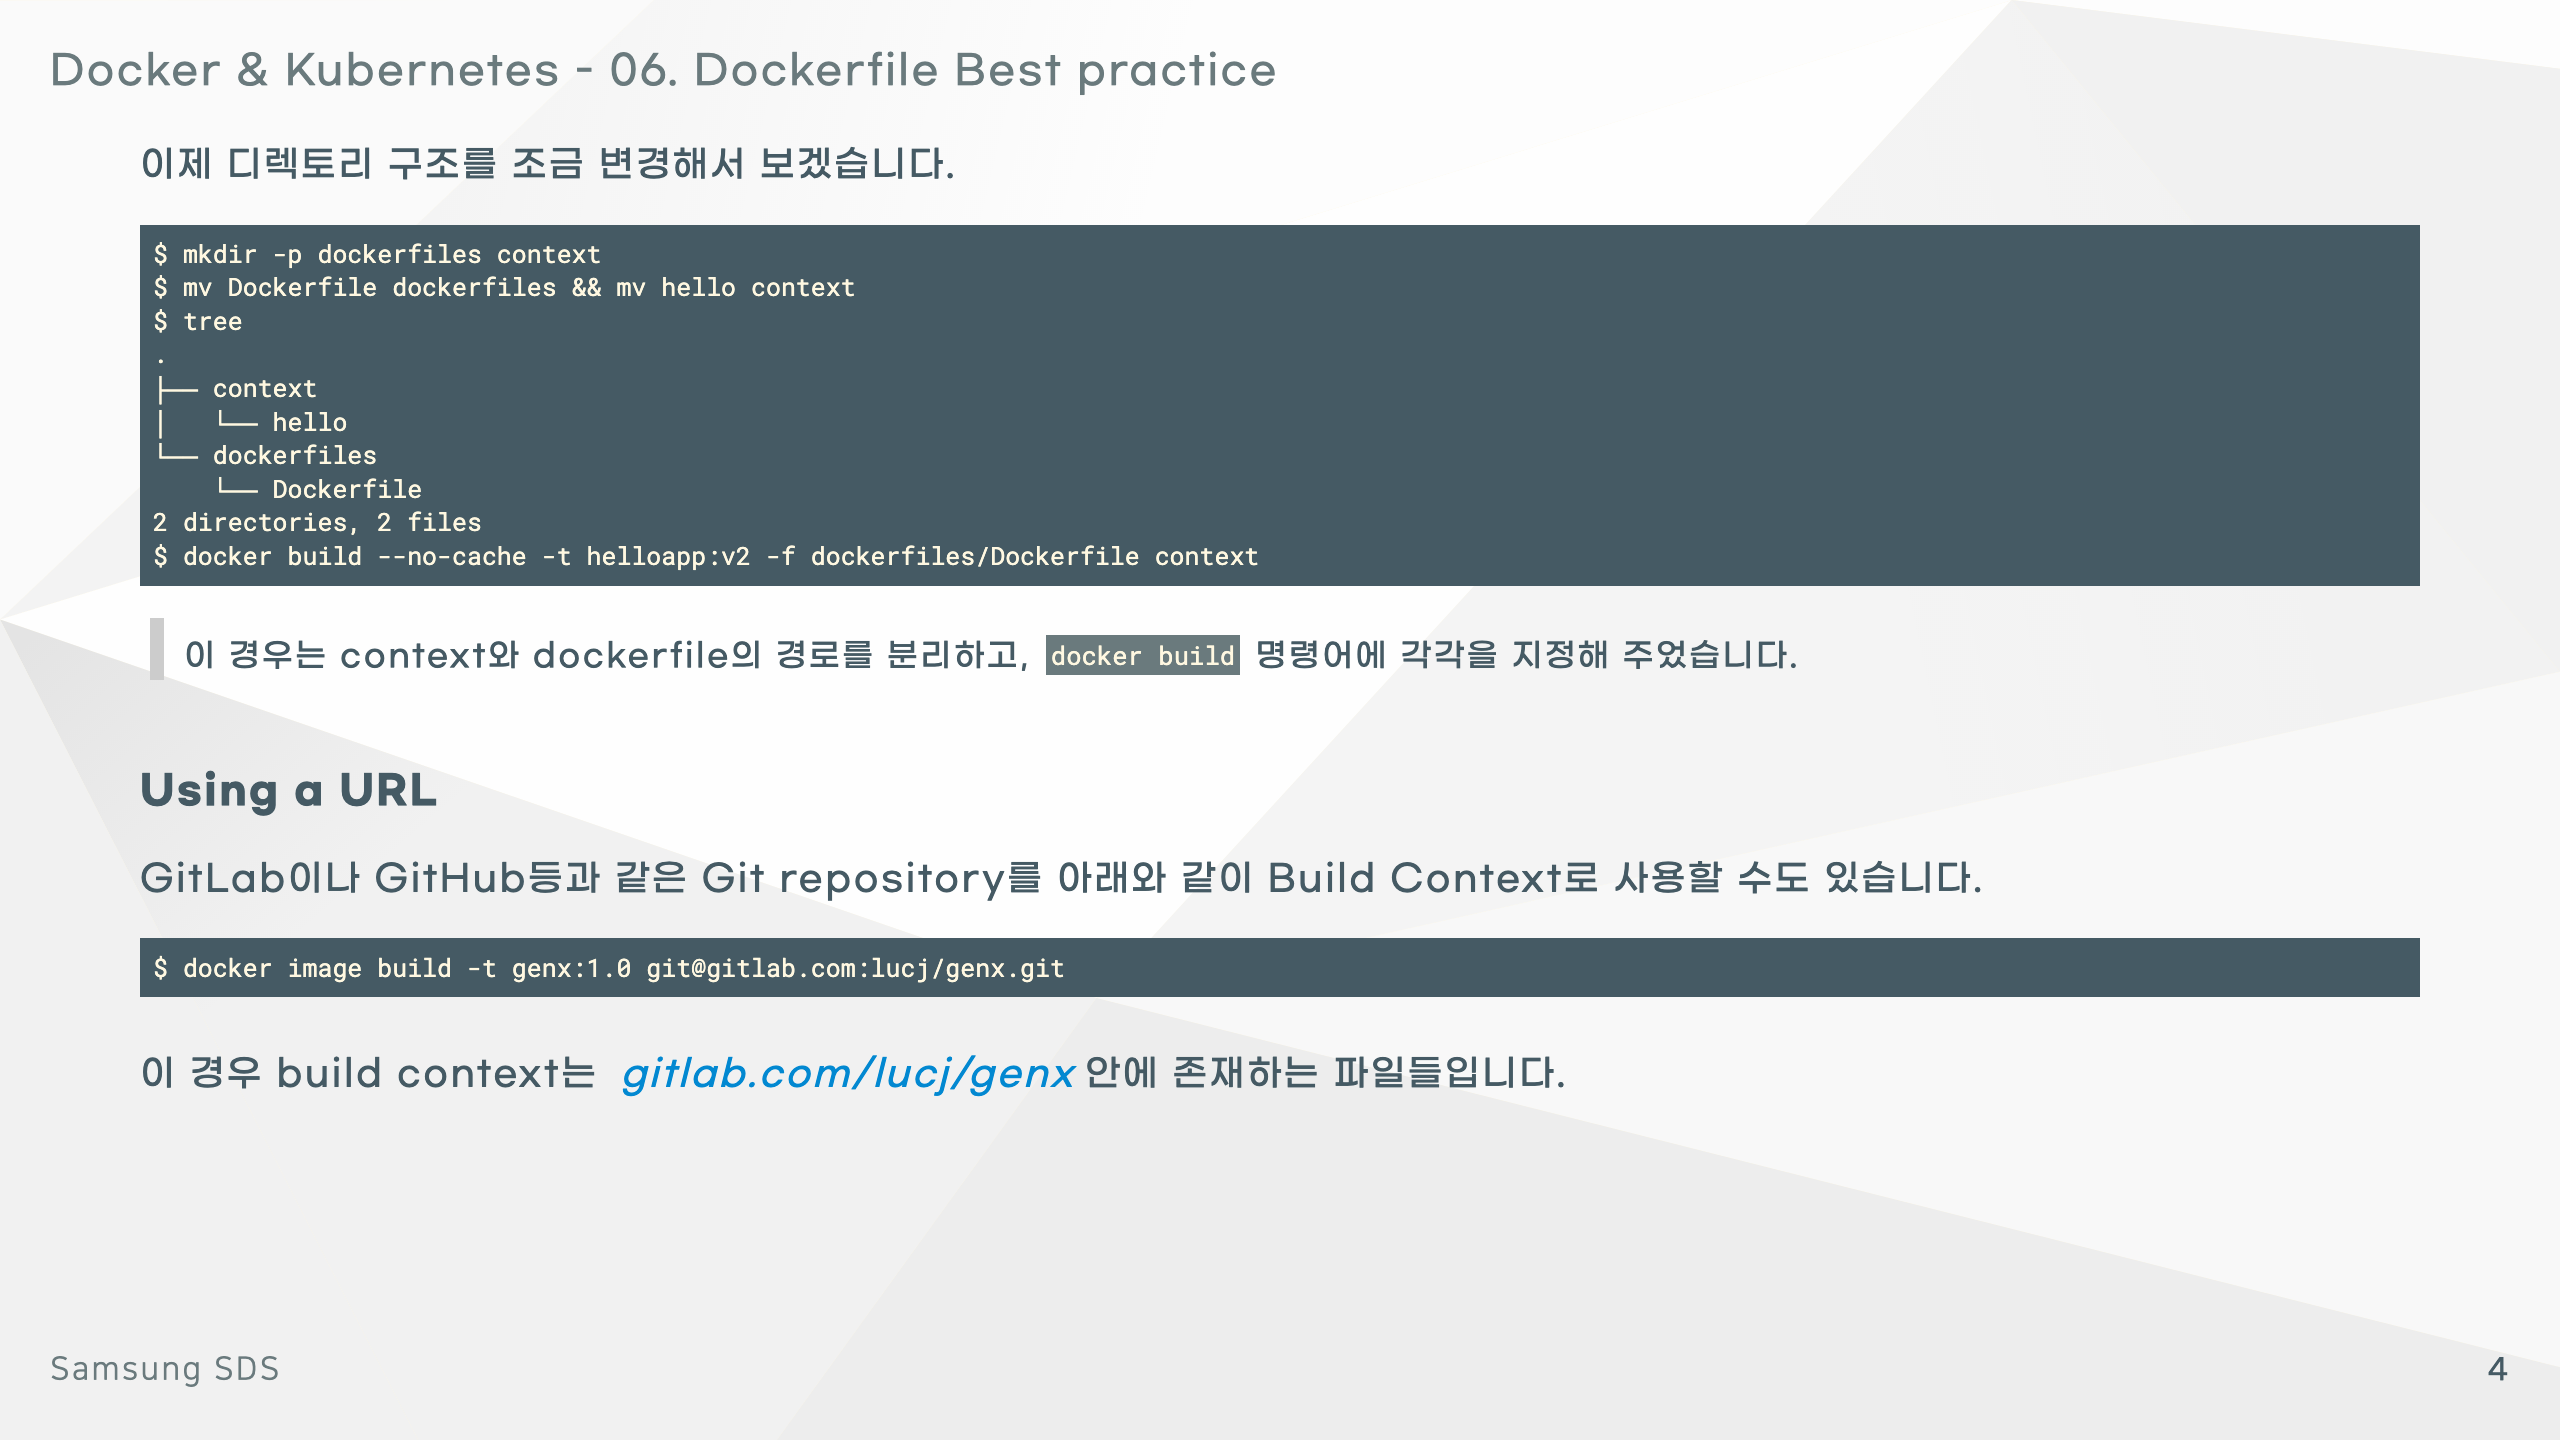 Docker & Kubernetes - 06. Dockerfile Best practice
이제 디렉토리 구조를 조금 변경해서 보겠습니다.
$ mkdir -p dockerfiles context
$ mv Dockerfile dockerfiles && mv hello context
$ tree
.
├── context
│   └── hello
└── dockerfiles
    └── Dockerfile
2 directories, 2 files
$ docker build --no-cache -t helloapp:v2 -f dockerfiles/Dockerfile context
이 경우는 context와 dockerfile의 경로를 분리하고, docker build 명령어에 각각을 지정해 주었습니다.
Using a URL
GitLab이나 GitHub등과 같은 Git repository를 아래와 같이 Build Context로 사용할 수도 있습니다.
$ docker image build -t genx:1.0 git@gitlab.com:lucj/genx.git
이 경우 build context는 gitlab.com/lucj/genx 안에 존재하는 파일들입니다.
Samsung SDS
4